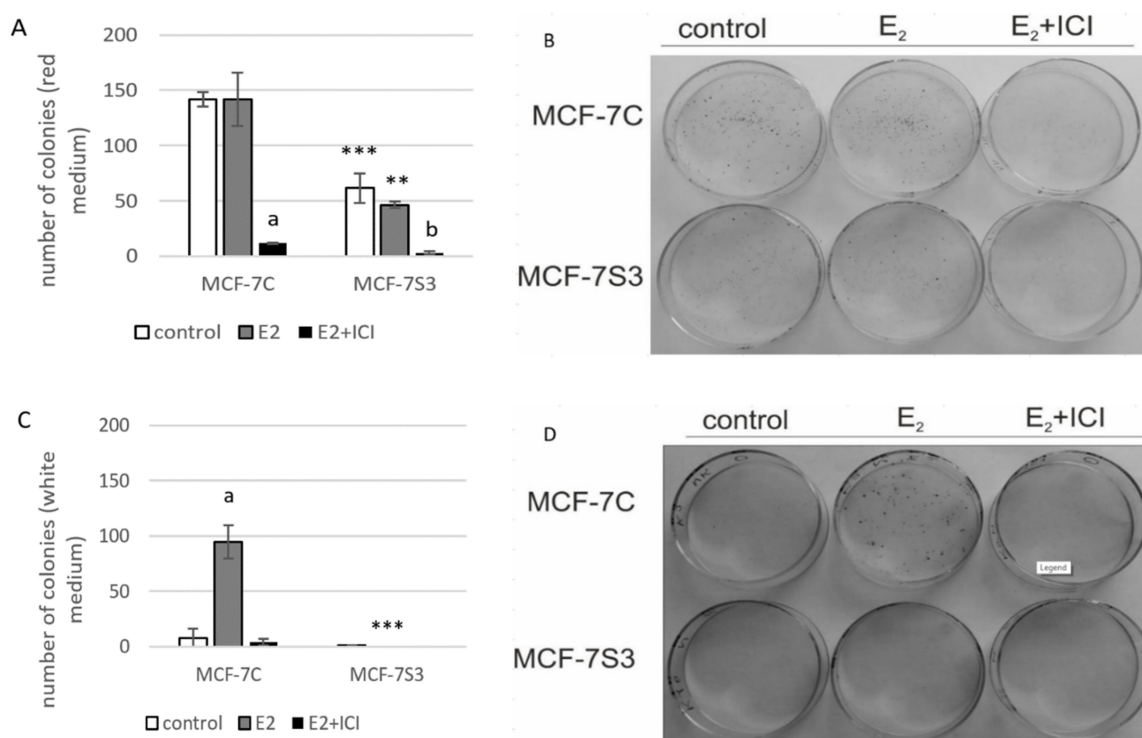 A
number of colonies (red
medium)
200
150
100
50
0
a
***
**
b
MCF-7C
MCF-7S3
control
E2
E2+ICI
B
control
E₂
E₂+ICI
MCF-7C
MCF-7S3
C
number of colonies (white
medium)
200
150
100
50
0
a
***
MCF-7C
MCF-7S3
control
E2
E2+ICI
D
control
E₂
E₂+ICI
MCF-7C
MCF-7S3
Legend